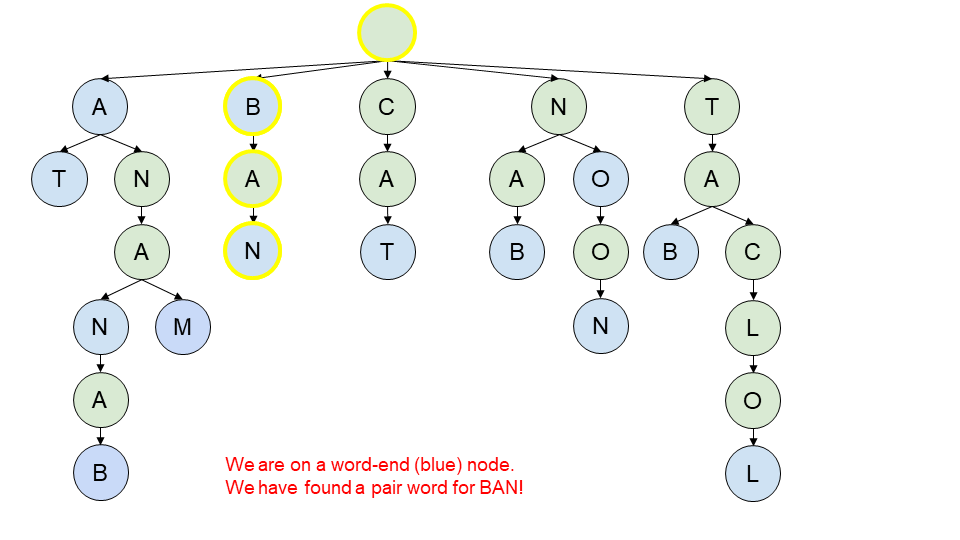 A B C N T
T N A A A O A
A N T B O B C
N M N L
A O
B L
We are on a word-end (blue) node.
We have found a pair word for BAN!